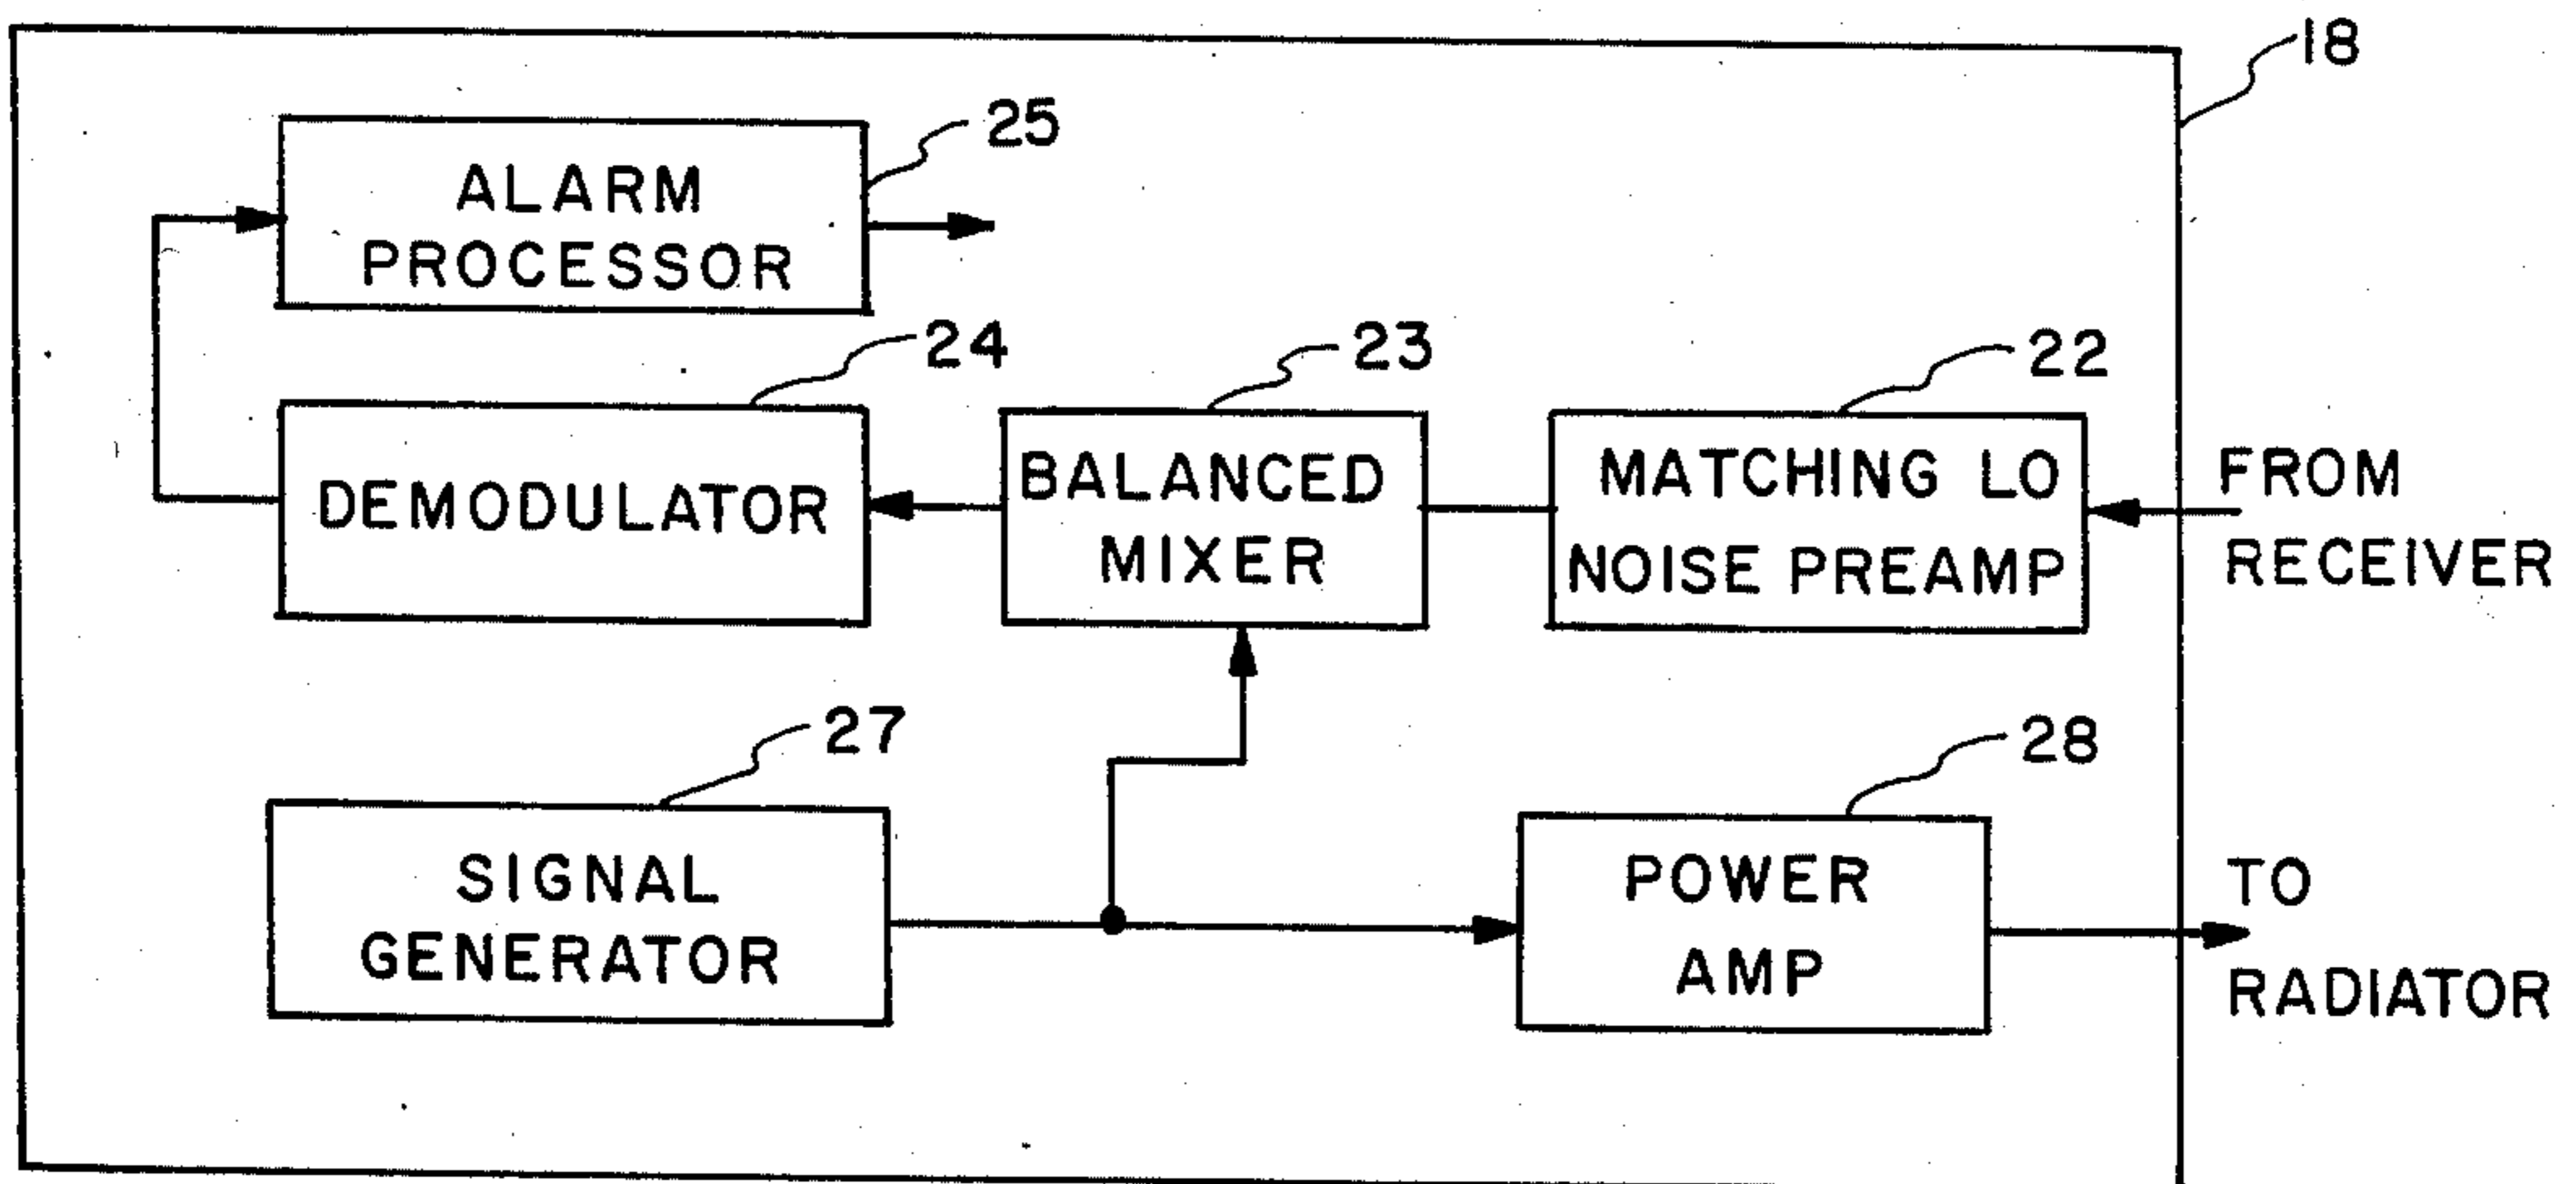 18
25
ALARM
PROCESSOR
24
23
22
DEMODULATOR
BALANCED
MIXER
MATCHING LO
NOISE PREAMP
FROM
RECEIVER
27
28
SIGNAL
GENERATOR
POWER
AMP
TO
RADIATOR